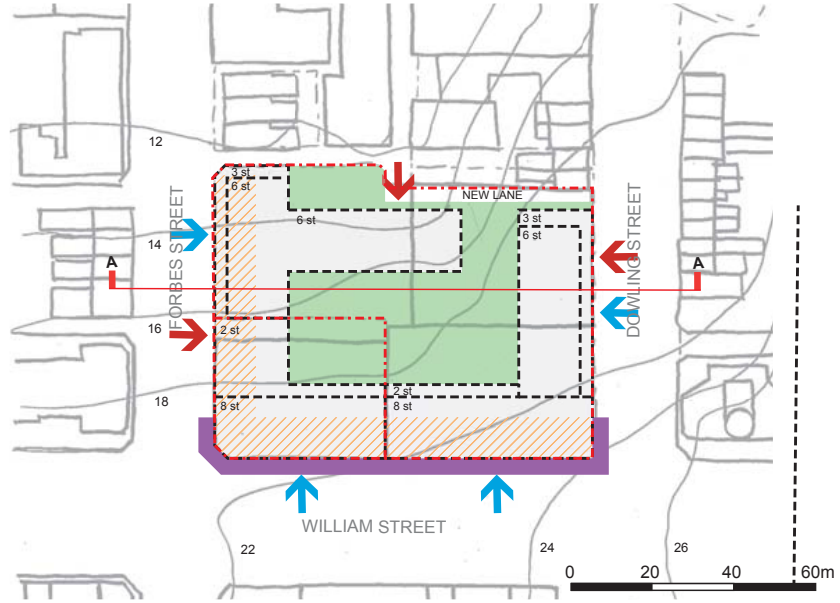 12
3 st
6 st
NEW LANE
6 st
3 st
6 st
FORBES STREET
DOWLING STREET
14
A
A
16
2 st
18
2 st
8 st
8 st
WILLIAM STREET
22
24
26
0
20
40
60m